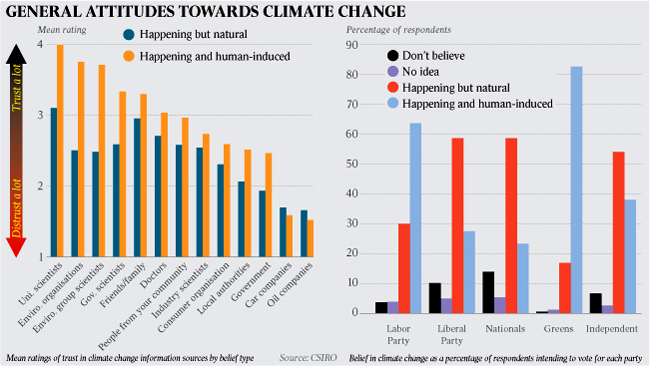 GENERAL ATTITUDES TOWARDS CLIMATE CHANGE
Mean rating
Happening but natural
Happening and human-induced
4
3
2
1
Trust a lot
Distrust a lot
Uni. scientists
Enviro. organisations
Enviro. group scientists
Gov. scientists
Friends/family
Doctors
People from your community
Industry scientists
Consumer organisation
Local authorities
Government
Car companies
Oil companies
Mean ratings of trust in climate change information sources by belief type
Source: CSIRO
Percentage of respondents
90
80
70
60
50
40
30
20
10
0
Don't believe
No idea
Happening but natural
Happening and human-induced
Labor
Party
Liberal
Party
Nationals
Greens
Independent
Belief in climate change as a percentage of respondents intending to vote for each party